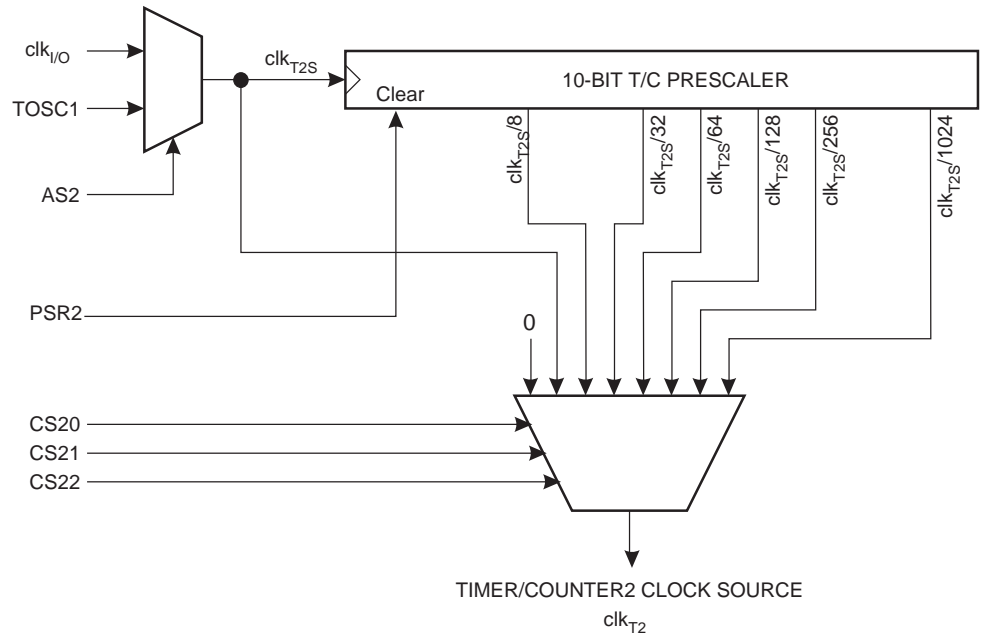 clkI/O
clkT2S
10-BIT T/C PRESCALER
TOSC1
Clear
clkT2S/8
clkT2S/32
clkT2S/64
clkT2S/128
clkT2S/256
clkT2S/1024
AS2
PSR2
0
CS20
CS21
CS22
TIMER/COUNTER2 CLOCK SOURCE
clkT2